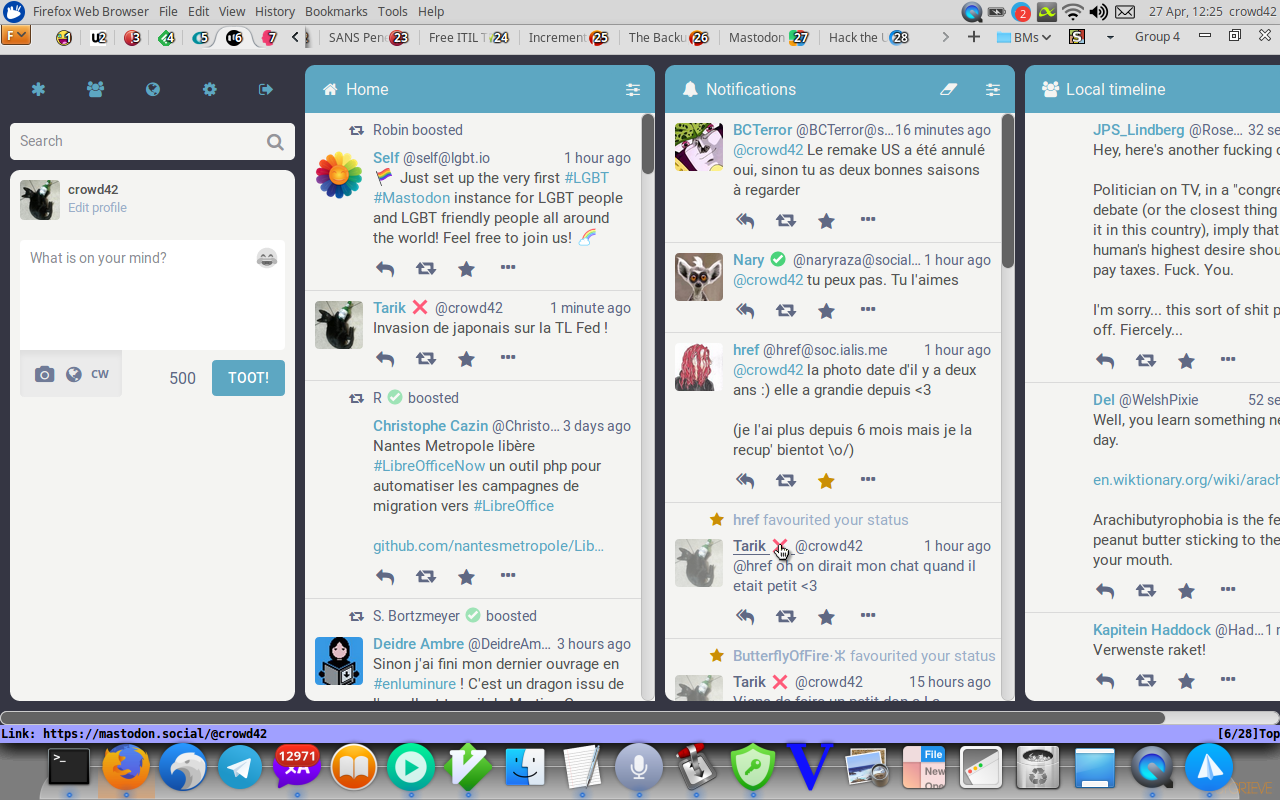 Firefox Web Browser File Edit View History Bookmarks Tools Help
2
27 Apr, 12:25 crowd42
F
4 u2 3 4 5 6 7
SANS Pen 23 Free ITIL T 24 Increment 25 The Backu 26 Mastodon 27 Hack the U 28
BMs
Group 4
Search
crowd42
Edit profile
What is on your mind?
CW
500
TOOT!
Home
Robin boosted
Self @self@lgbt.io 1 hour ago
🏳️‍🌈 Just set up the very first #LGBT
#Mastodon instance for LGBT people
and LGBT friendly people all around
the world! Feel free to join us! 🌈
Tarik ❌ @crowd42 1 minute ago
Invasion de japonais sur la TL Fed !
R ✅ boosted
Christophe Cazin @Christo... 3 days ago
Nantes Metropole libère
#LibreOfficeNow un outil php pour
automatiser les campagnes de
migration vers #LibreOffice
github.com/nantesmetropole/Lib...
S. Bortzmeyer ✅ boosted
Deidre Ambre @DeidreAm... 3 hours ago
Sinon j'ai fini mon dernier ouvrage en
#enluminure ! C'est un dragon issu de
Notifications
BCTerror @BCTerror@s... 16 minutes ago
@crowd42 Le remake US a été annulé
oui, sinon tu as deux bonnes saisons
à regarder
Nary ✅ @naryraza@social... 1 hour ago
@crowd42 tu peux pas. Tu l'aimes
href @href@soc.ialis.me 1 hour ago
@crowd42 la photo date d'il y a deux
ans :) elle a grandie depuis <3
(je l'ai plus depuis 6 mois mais je la
recup' bientot \o/)
href favourited your status
Tarik ❌ @crowd42 1 hour ago
@href oh on dirait mon chat quand il
etait petit <3
ButterflyOfFire·ⵣ favourited your status
Tarik ❌ @crowd42 15 hours ago
Viens de faire un petit don a La
Local timeline
JPS_Lindberg @Rose... 32 se
Hey, here's another fucking
Politician on TV, in a "congre
debate (or the closest thing
it in this country), imply that
human's highest desire shou
pay taxes. Fuck. You.
I'm sorry... this sort of shit p
off. Fiercely...
Del @WelshPixie 52 se
Well, you learn something ne
day.
en.wiktionary.org/wiki/arach
Arachibutyrophobia is the fe
peanut butter sticking to the
your mouth.
Kapitein Haddock @Had... 1 r
Verwenste raket!
Link: https://mastodon.social/@crowd42
[6/28]Top
>_
12971
XA
V
File
New
RIEVE